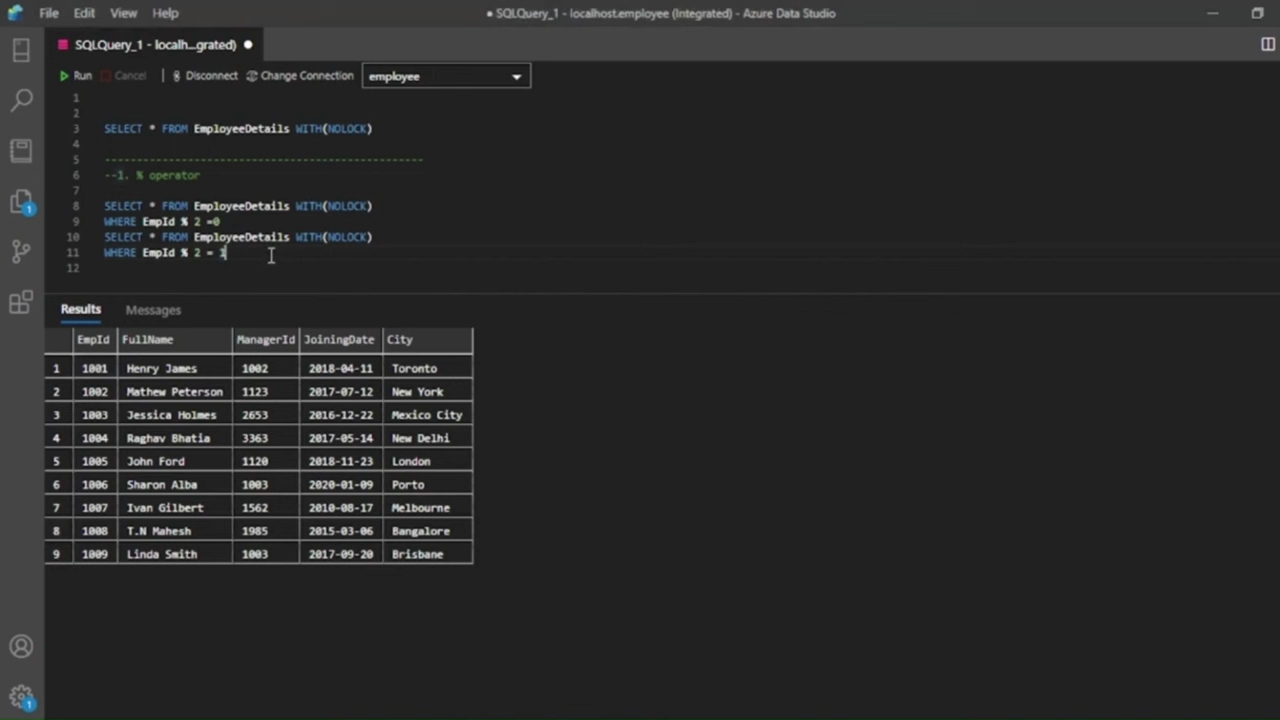 File Edit View Help
● SQLQuery_1 - localhost.employee (Integrated) - Azure Data Studio
SQLQuery_1 - localh...grated) ●
Run Cancel | Disconnect Change Connection employee
1
2
3 SELECT * FROM EmployeeDetails WITH(NOLOCK)
4
5 --------------------------------------------------
6 --1. % operator
7
8 SELECT * FROM EmployeeDetails WITH(NOLOCK)
9 WHERE EmpId % 2 =0
10 SELECT * FROM EmployeeDetails WITH(NOLOCK)
11 WHERE EmpId % 2 = 1
12
Results Messages
EmpId FullName ManagerId JoiningDate City
1 1001 Henry James 1002 2018-04-11 Toronto
2 1002 Mathew Peterson 1123 2017-07-12 New York
3 1003 Jessica Holmes 2653 2016-12-22 Mexico City
4 1004 Raghav Bhatia 3363 2017-05-14 New Delhi
5 1005 John Ford 1120 2018-11-23 London
6 1006 Sharon Alba 1003 2020-01-09 Porto
7 1007 Ivan Gilbert 1562 2010-08-17 Melbourne
8 1008 T.N Mahesh 1985 2015-03-06 Bangalore
9 1009 Linda Smith 1003 2017-09-20 Brisbane
1
1